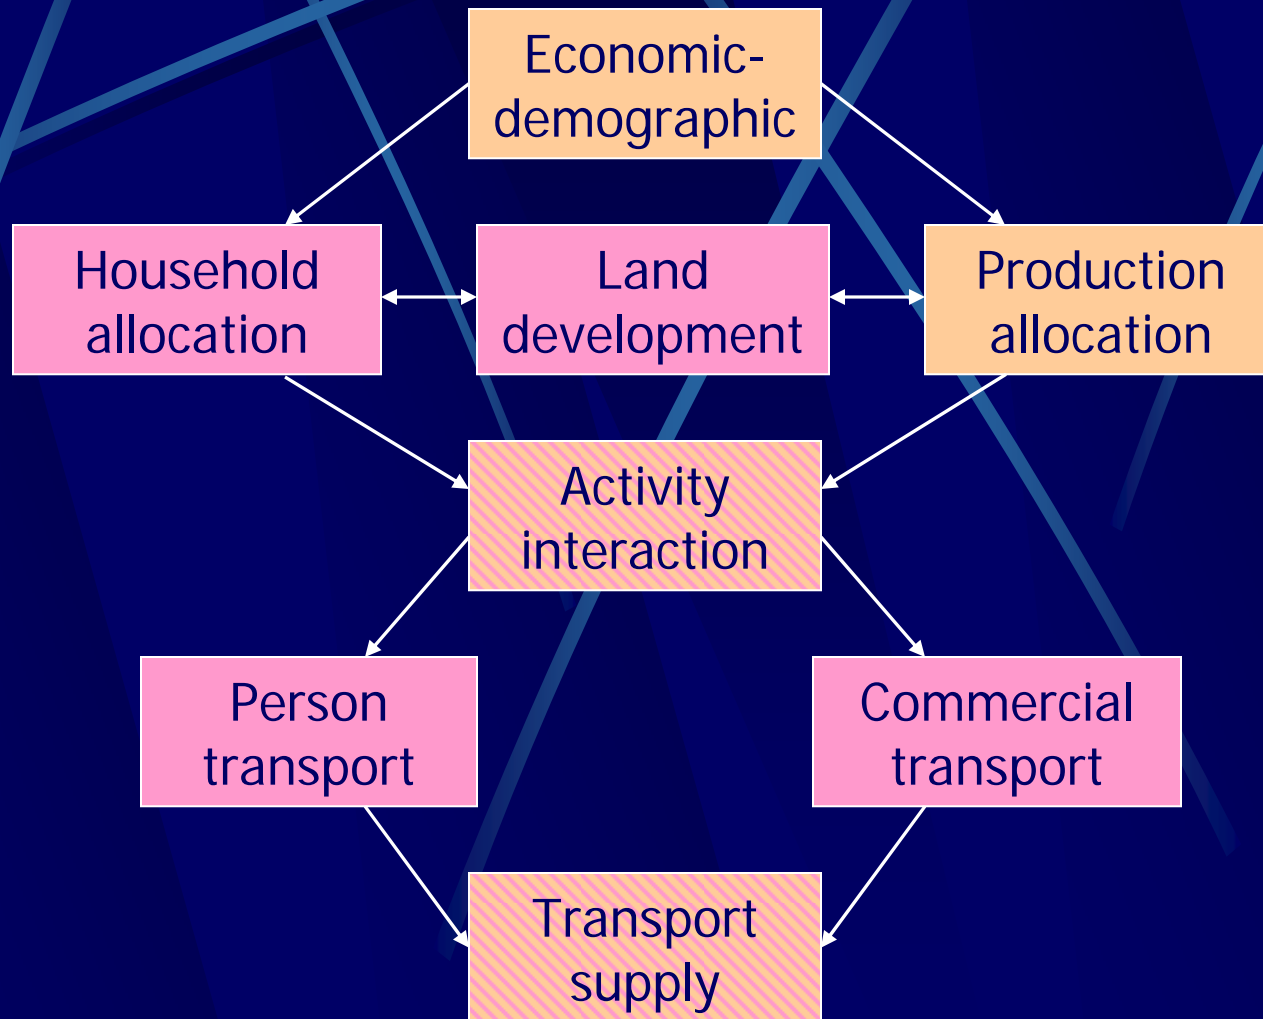 Economic-
demographic
Household
allocation
Land
development
Production
allocation
Activity
interaction
Person
transport
Commercial
transport
Transport
supply